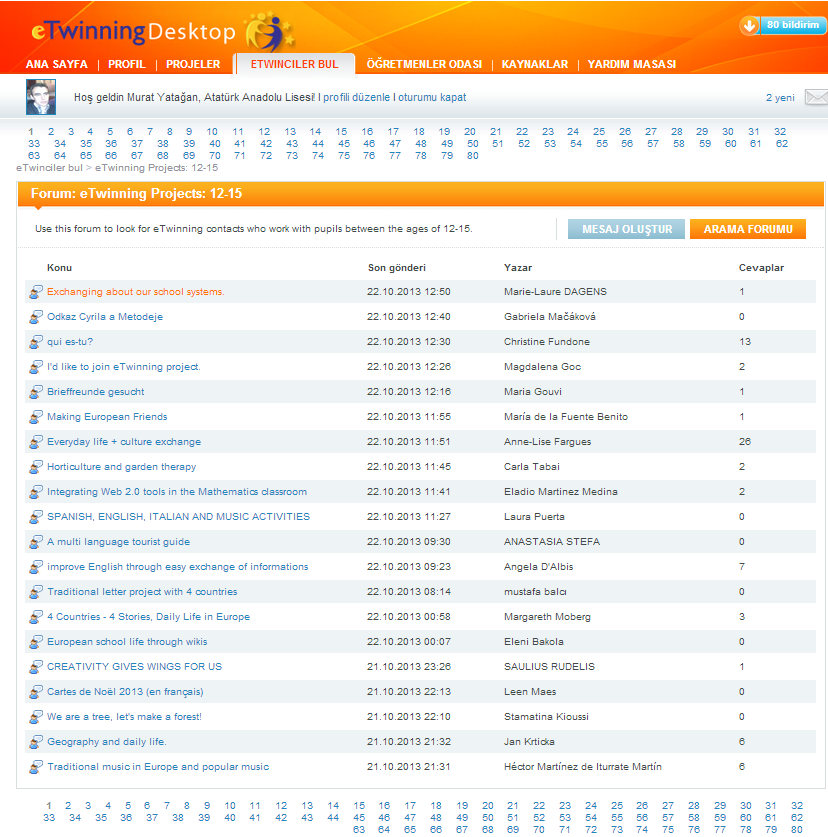 eTwinningDesktop
80 bildirim
ANA SAYFA | PROFIL | PROJELER | ETWINCILER BUL | ÖĞRETMENLER ODASI | KAYNAKLAR | YARDIM MASASI
Hoş geldin Murat Yatağan, Atatürk Anadolu Lisesi! I profili düzenle I oturumu kapat
2 yeni
1 2 3 4 5 6 7 8 9 10 11 12 13 14 15 16 17 18 19 20 21 22 23 24 25 26 27 28 29 30 31 32
33 34 35 36 37 38 39 40 41 42 43 44 45 46 47 48 49 50 51 52 53 54 55 56 57 58 59 60 61 62
63 64 65 66 67 68 69 70 71 72 73 74 75 76 77 78 79 80
eTwinciler bul > eTwinning Projects: 12-15
Forum: eTwinning Projects: 12-15
Use this forum to look for eTwinning contacts who work with pupils between the ages of 12-15.
MESAJ OLUŞTUR
ARAMA FORUMU
Konu Son gönderi Yazar Cevaplar
Exchanging about our school systems. 22.10.2013 12:50 Marie-Laure DAGENS 1
Odkaz Cyrila a Metodeje 22.10.2013 12:40 Gabriela Mačáková 0
qui es-tu? 22.10.2013 12:30 Christine Fundone 13
I'd like to join eTwinning project. 22.10.2013 12:26 Magdalena Goc 2
Brieffreunde gesucht 22.10.2013 12:16 Maria Gouvi 1
Making European Friends 22.10.2013 11:55 María de la Fuente Benito 1
Everyday life + culture exchange 22.10.2013 11:51 Anne-Lise Fargues 26
Horticulture and garden therapy 22.10.2013 11:45 Carla Tabai 2
Integrating Web 2.0 tools in the Mathematics classroom 22.10.2013 11:41 Eladio Martinez Medina 2
SPANISH, ENGLISH, ITALIAN AND MUSIC ACTIVITIES 22.10.2013 11:27 Laura Puerta 0
A multi language tourist guide 22.10.2013 09:30 ANASTASIA STEFA 0
improve English through easy exchange of informations 22.10.2013 09:23 Angela D'Albis 7
Traditional letter project with 4 countries 22.10.2013 08:14 mustafa balcı 0
4 Countries - 4 Stories, Daily Life in Europe 22.10.2013 00:58 Margareth Moberg 3
European school life through wikis 22.10.2013 00:07 Eleni Bakola 0
CREATIVITY GIVES WINGS FOR US 21.10.2013 23:26 SAULIUS RUDELIS 1
Cartes de Noël 2013 (en français) 21.10.2013 22:13 Leen Maes 0
We are a tree, let's make a forest! 21.10.2013 22:10 Stamatina Kioussi 0
Geography and daily life. 21.10.2013 21:32 Jan Krticka 6
Traditional music in Europe and popular music 21.10.2013 21:31 Héctor Martínez de Iturrate Martín 6
1 2 3 4 5 6 7 8 9 10 11 12 13 14 15 16 17 18 19 20 21 22 23 24 25 26 27 28 29 30 31 32
33 34 35 36 37 38 39 40 41 42 43 44 45 46 47 48 49 50 51 52 53 54 55 56 57 58 59 60 61 62
63 64 65 66 67 68 69 70 71 72 73 74 75 76 77 78 79 80